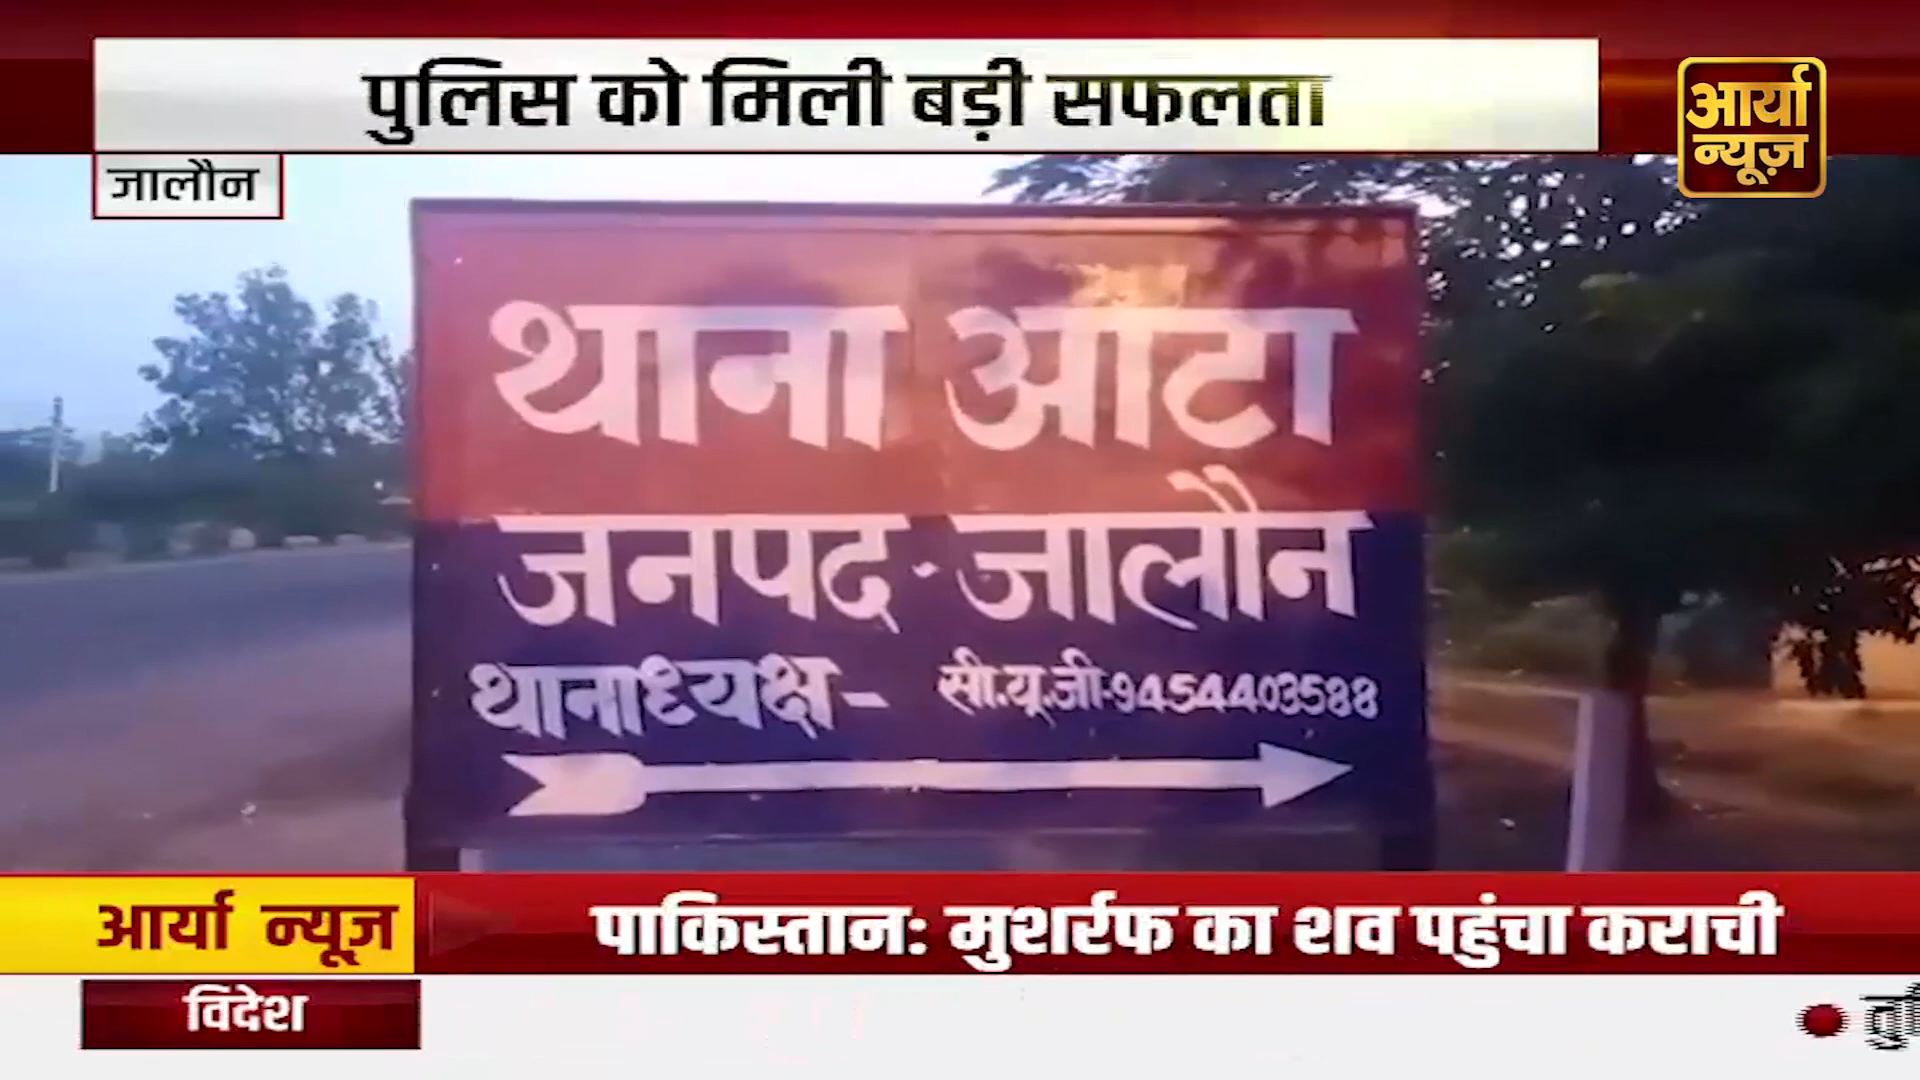 पुलिस को मिली बड़ी सफलता
आर्या
न्यूज़
जालौन
थाना आटा
जनपद-जालौन
थानाध्यक्ष- सी.यू.जी-9454403588
आर्या न्यूज़
पाकिस्तान: मुशर्रफ का शव पहुंचा कराची
विदेश